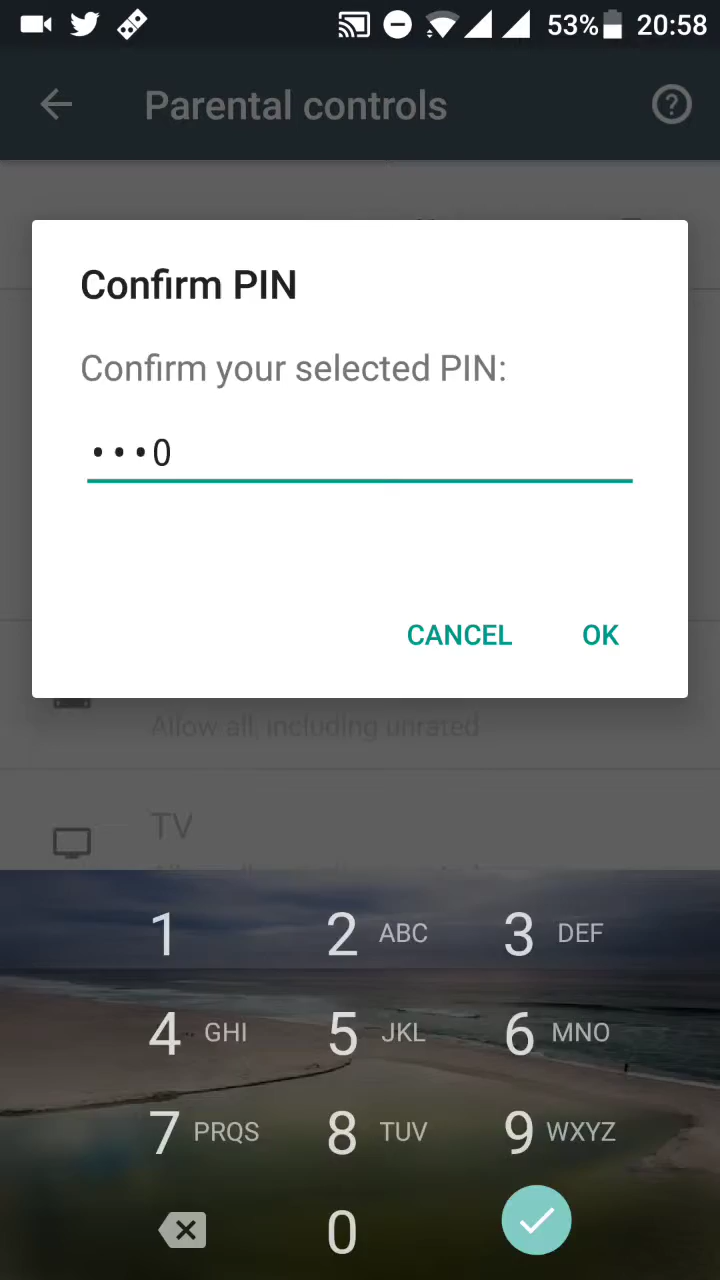 53% 20:58
Parental controls
Confirm PIN
Confirm your selected PIN:
•••0
CANCEL OK
Allow all, including unrated
TV
1 2 ABC 3 DEF
4 GHI 5 JKL 6 MNO
7 PRQS 8 TUV 9 WXYZ
0